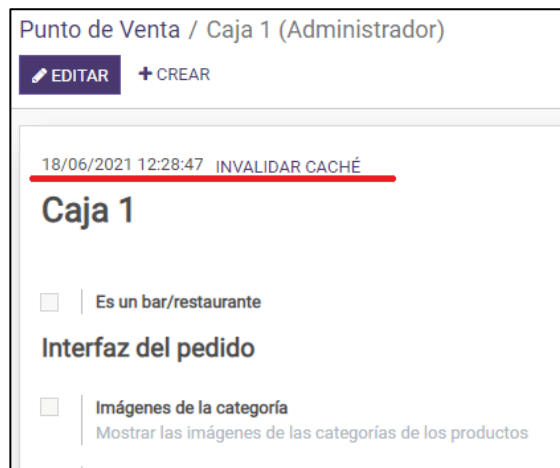 Punto de Venta / Caja 1 (Administrador)
EDITAR + CREAR
18/06/2021 12:28:47 INVALIDAR CACHÉ
Caja 1
Es un bar/restaurante
Interfaz del pedido
Imágenes de la categoría
Mostrar las imágenes de las categorías de los productos